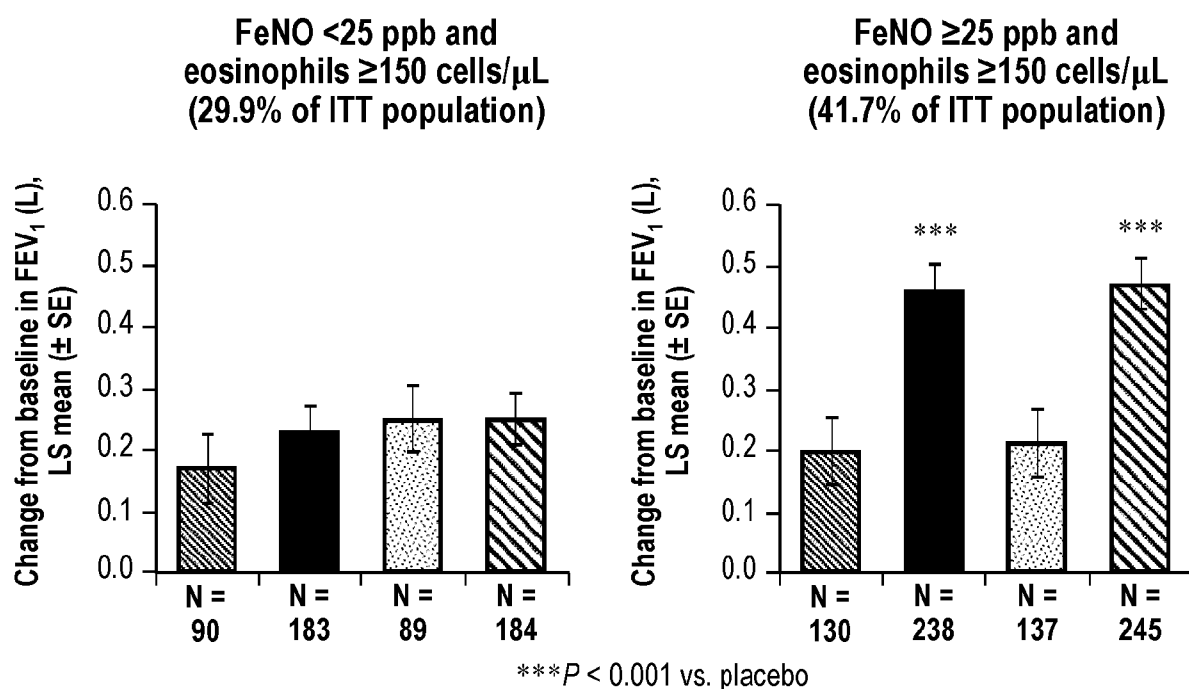 FeNO <25 ppb and
eosinophils ≥150 cells/μL
(29.9% of ITT population)
Change from baseline in FEV₁ (L),
LS mean (± SE)
0.6
0.5
0.4
0.3
0.2
0.1
0.0
N = 90
N = 183
N = 89
N = 184
FeNO ≥25 ppb and
eosinophils ≥150 cells/μL
(41.7% of ITT population)
Change from baseline in FEV₁ (L),
LS mean (± SE)
0.6
0.5
0.4
0.3
0.2
0.1
0.0
***
***
N = 130
N = 238
N = 137
N = 245
***P < 0.001 vs. placebo